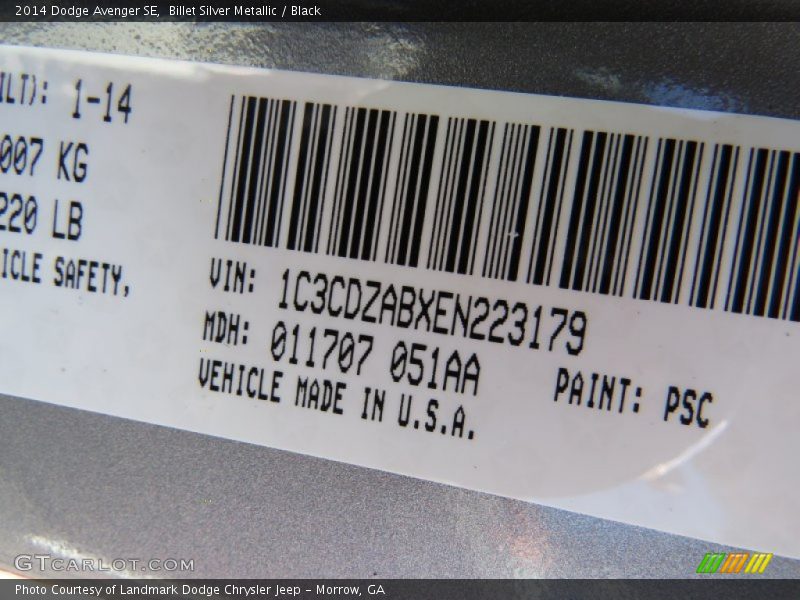 2014 Dodge Avenger SE, Billet Silver Metallic / Black
ILT): 1-14
007 KG
220 LB
ICLE SAFETY,
VIN: 1C3CDZABXEN223179
MDH: 011707 051AA
PAINT: PSC
VEHICLE MADE IN U.S.A.
GTCARLOT.COM
Photo Courtesy of Landmark Dodge Chrysler Jeep - Morrow, GA